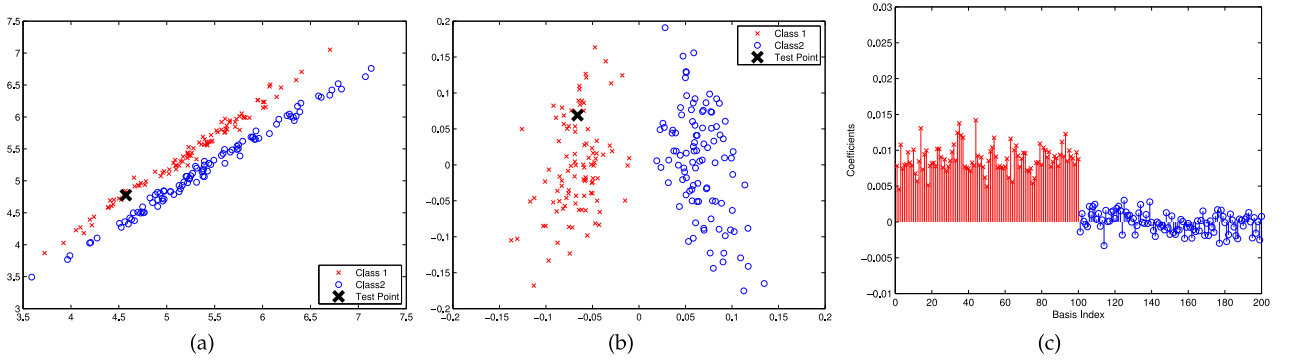 7.5
7
6.5
6
5.5
5
4.5
4
3.5
3
3.5 4 4.5 5 5.5 6 6.5 7 7.5
Class 1
Class2
Test Point
(a)
0.2
0.15
0.1
0.05
0
−0.05
−0.1
−0.15
−0.2
−0.2 −0.15 −0.1 −0.05 0 0.05 0.1 0.15 0.2
Class 1
Class2
Test Point
(b)
Coefficients
0.03
0.025
0.02
0.015
0.01
0.005
0
−0.005
−0.01
0 20 40 60 80 100 120 140 160 180 200
Basis Index
(c)